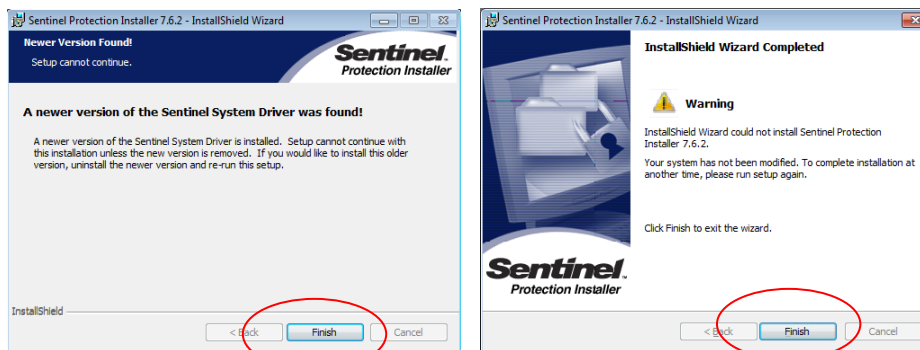 Sentinel Protection Installer 7.6.2 - InstallShield Wizard
Newer Version Found!
Setup cannot continue.
Sentinel.
Protection Installer
A newer version of the Sentinel System Driver was found!
A newer version of the Sentinel System Driver is installed. Setup cannot continue with
this installation unless the new version is removed. If you would like to install this older
version, uninstall the newer version and re-run this setup.
InstallShield
< Back Finish Cancel
Sentinel Protection Installer 7.6.2 - InstallShield Wizard
InstallShield Wizard Completed
Warning
InstallShield Wizard could not install Sentinel Protection
Installer 7.6.2.
Your system has not been modified. To complete installation at
another time, please run setup again.
Click Finish to exit the wizard.
Sentinel.
Protection Installer
< Back Finish Cancel